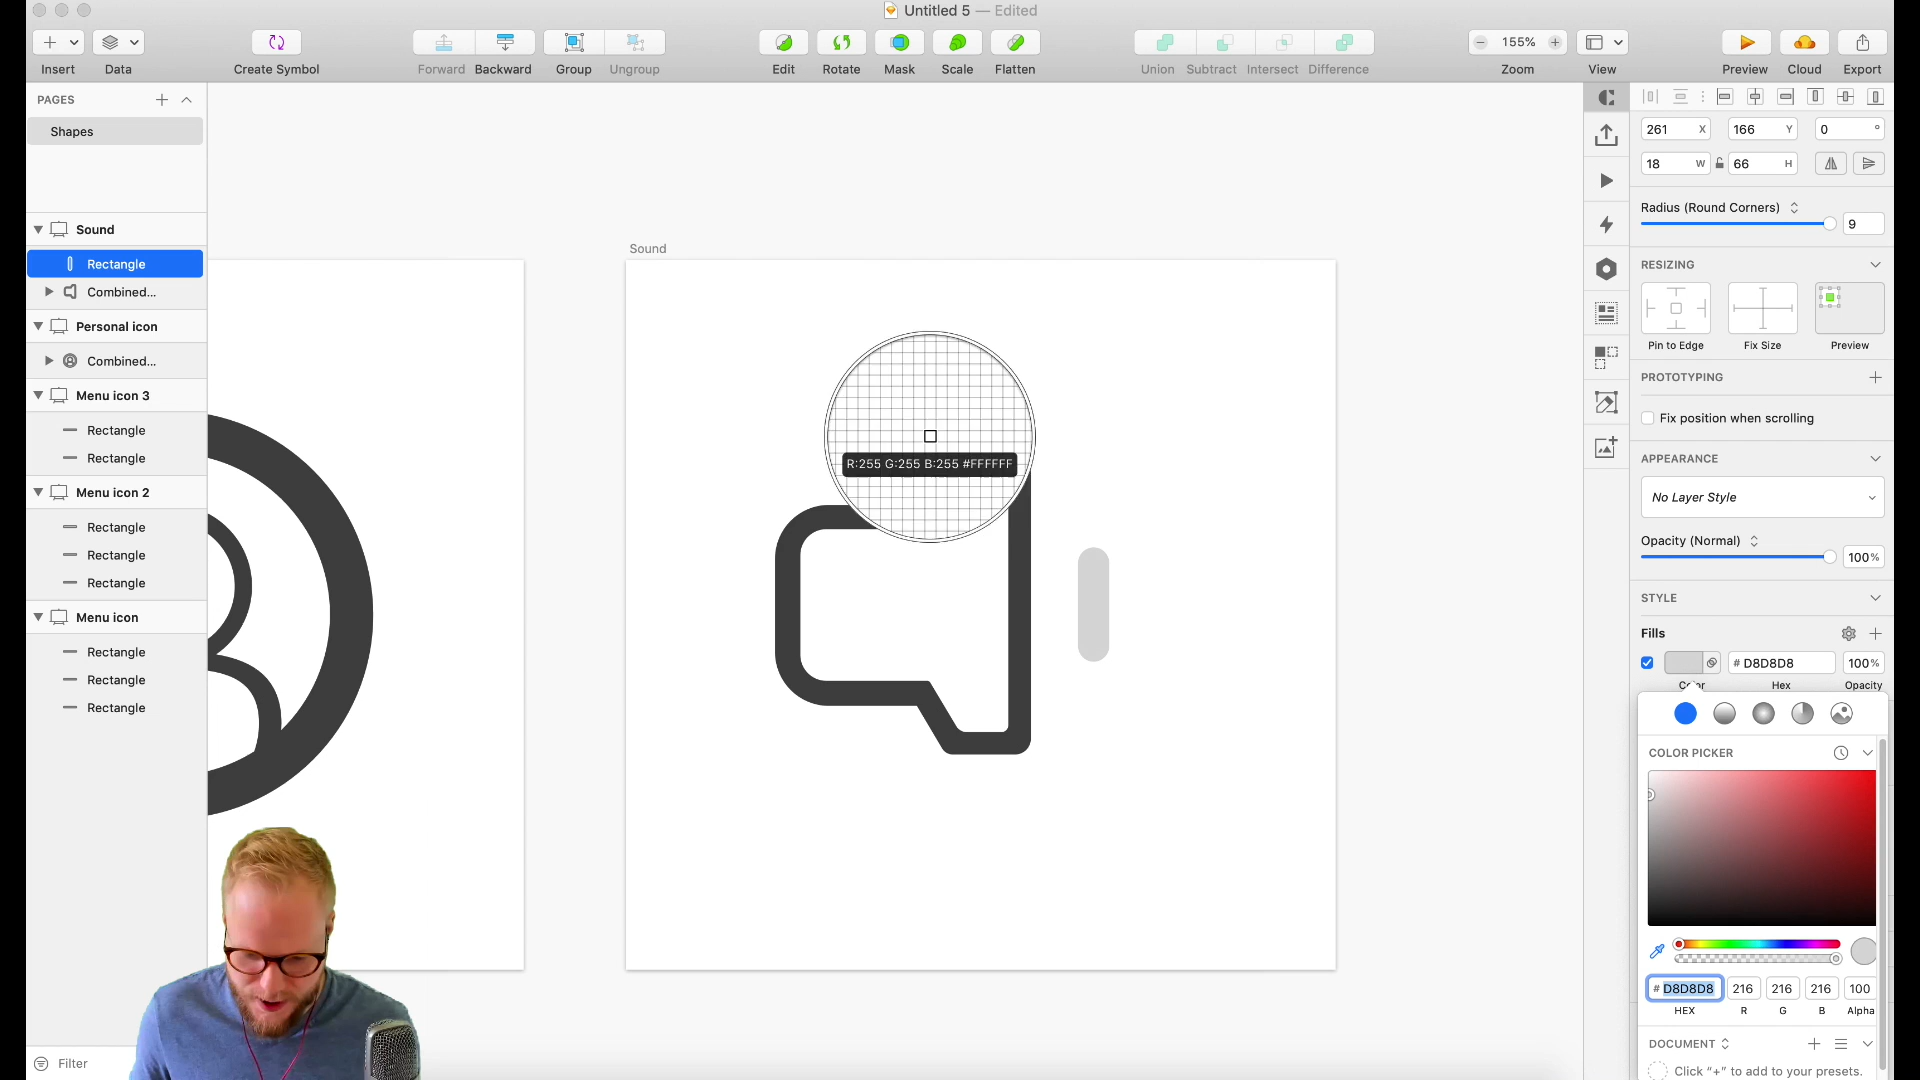 Untitled 5 — Edited
Insert
Data
Create Symbol
Forward
Backward
Group
Ungroup
Edit
Rotate
Mask
Scale
Flatten
Union
Subtract
Intersect
Difference
155%
Zoom
View
Preview
Cloud
Export
PAGES
Shapes
Sound
Rectangle
Combined...
Personal icon
Combined...
Menu icon 3
Rectangle
Rectangle
Menu icon 2
Rectangle
Rectangle
Rectangle
Menu icon
Rectangle
Rectangle
Rectangle
Filter
Sound
R:255 G:255 B:255 #FFFFFF
261 X
166 Y
0 °
18 W
66 H
Radius (Round Corners)
9
RESIZING
Pin to Edge
Fix Size
Preview
PROTOTYPING
Fix position when scrolling
APPEARANCE
No Layer Style
Opacity (Normal)
100%
STYLE
Fills
# D8D8D8
100%
Color
Hex
Opacity
COLOR PICKER
# D8D8D8
216
216
216
100
HEX
R
G
B
Alpha
DOCUMENT
Click “+” to add to your presets.